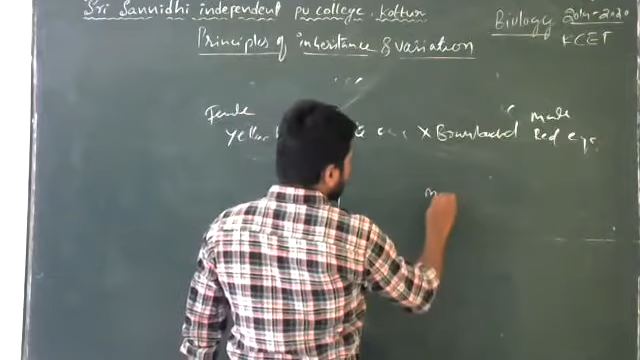 Sri Sannidhi independent pu college, Kottur
Biology 2019-2020
KCET
Principles of inheritance & variation
Female
Male
Yellow
X Brown bodied Red eye
m